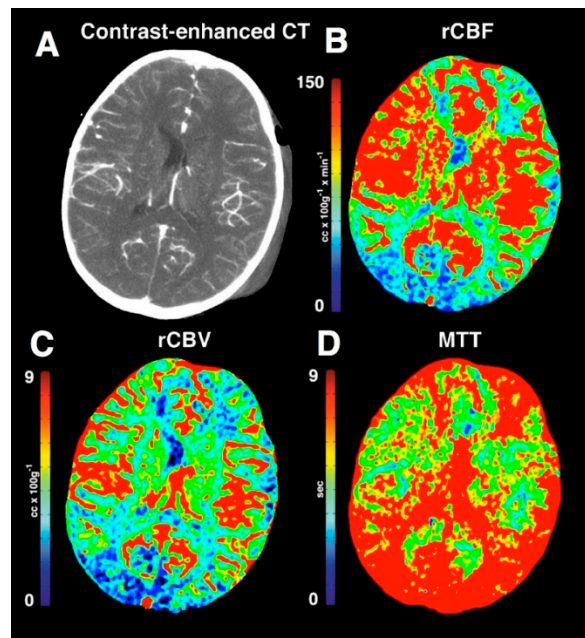 A
Contrast-enhanced CT
B
rCBF
150
cc x 100g⁻¹ x min⁻¹
0
C
rCBV
9
cc x 100g⁻¹
0
D
MTT
9
sec
0